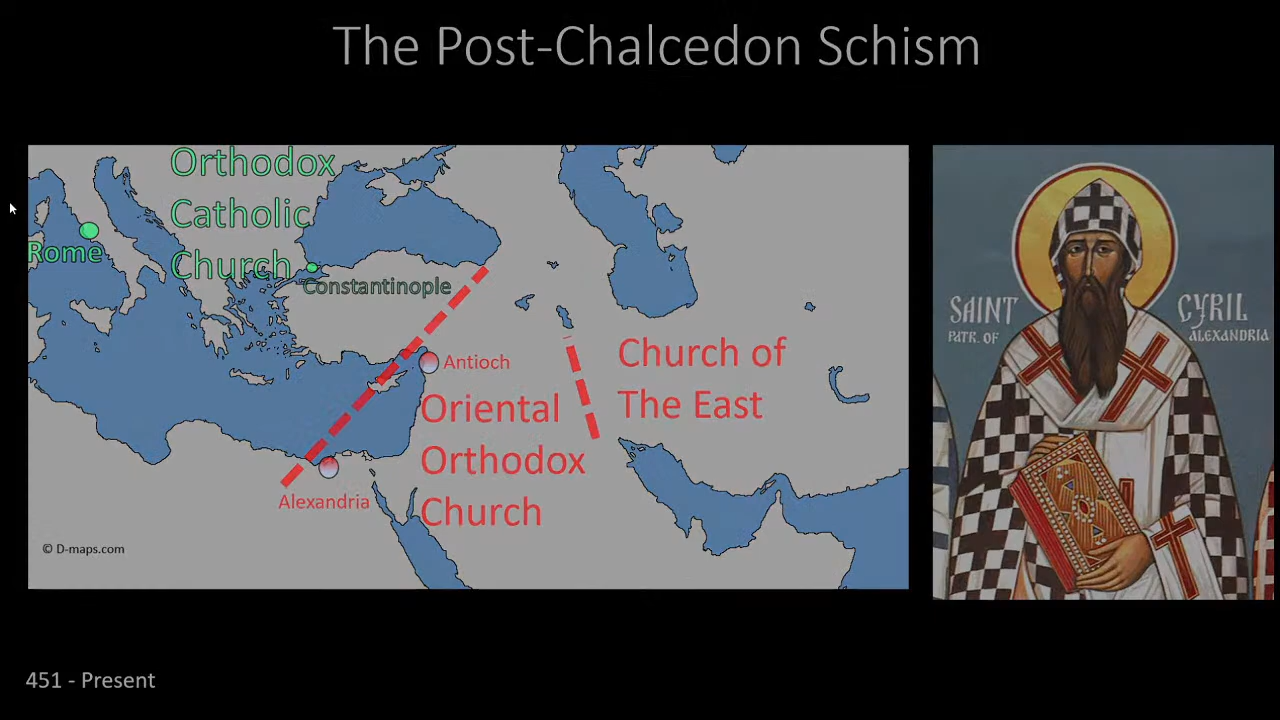 The Post-Chalcedon Schism
Orthodox
Catholic
Church
Rome
Constantinople
Antioch
Alexandria
Oriental
Orthodox
Church
Church of
The East
© D-maps.com
SAINT
PATR. OF
CYRIL
ALEXANDRIA
451 - Present